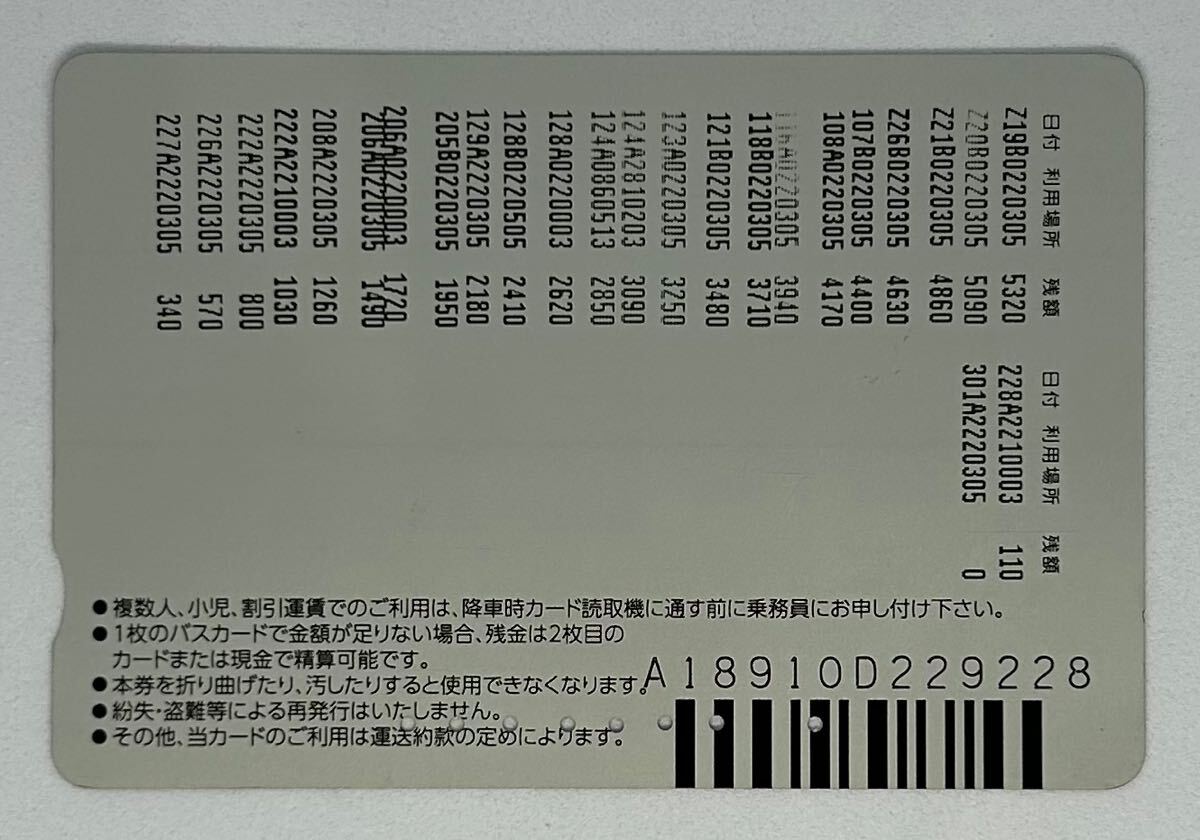 日付 利用場所 残額
Z19B0220305 5320
Z20B0220305 5090
Z21B0220305 4860
Z26B0220305 4630
107B0220305 4400
108A0220305 4170
116A0220305 3940
118B0220305 3710
121B0220305 3480
123A0220305 3250
124A2810203 3090
124A0860513 2850
128A0220003 2620
128B0220505 2410
129A2220305 2180
205B0220305 1950
206A0220003 1720
206A0220305 1490
208A2220305 1260
222A2210003 1030
222A2220305 800
226A2220305 570
227A2220305 340
日付 利用場所 残額
228A2210003 110
301A2220305 0
●複数人、小児、割引運賃でのご利用は、降車時カード読取機に通す前に乗務員にお申し付け下さい。
●1枚のバスカードで金額が足りない場合、残金は2枚目の
カードまたは現金で精算可能です。
●本券を折り曲げたり、汚したりすると使用できなくなります。
●紛失・盗難等による再発行はいたしません。
●その他、当カードのご利用は運送約款の定めによります。
A18910D229228